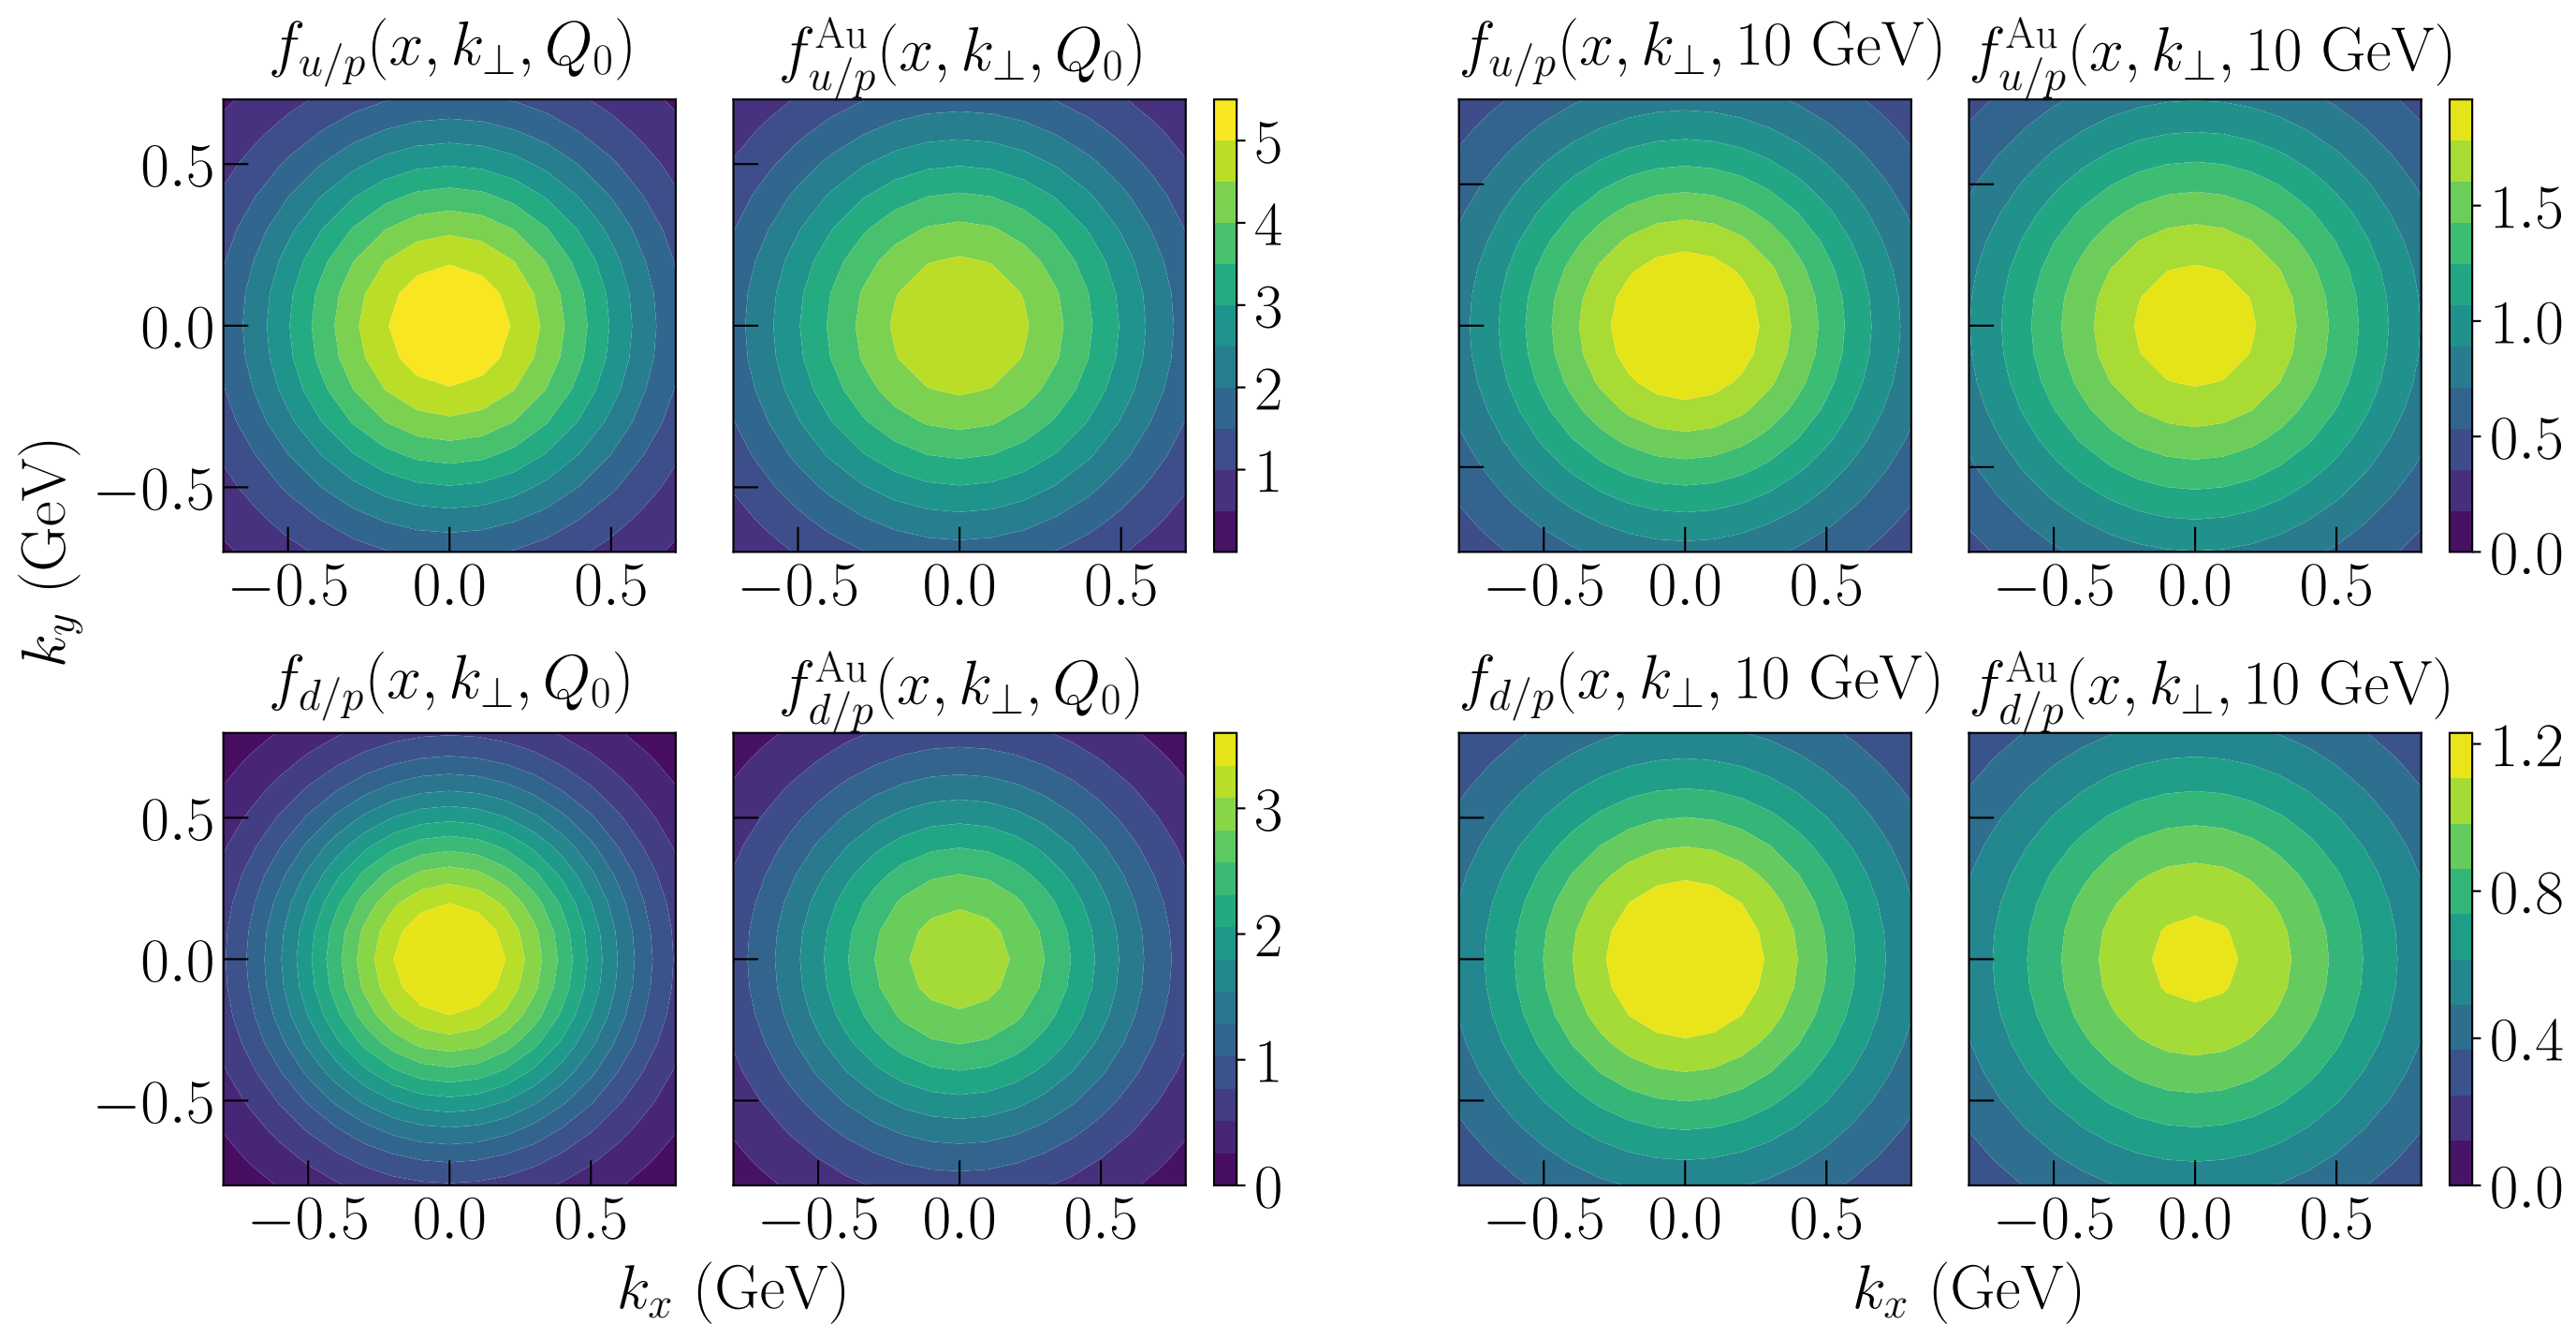 f_{u/p}(x, k_⊥, Q_0) f^{Au}_{u/p}(x, k_⊥, Q_0) f_{u/p}(x, k_⊥, 10 GeV) f^{Au}_{u/p}(x, k_⊥, 10 GeV)
0.5
0.0
−0.5
−0.5 0.0 0.5
−0.5 0.0 0.5
5
4
3
2
1
−0.5 0.0 0.5
−0.5 0.0 0.5
1.5
1.0
0.5
0.0
k_y (GeV)
f_{d/p}(x, k_⊥, Q_0) f^{Au}_{d/p}(x, k_⊥, Q_0) f_{d/p}(x, k_⊥, 10 GeV) f^{Au}_{d/p}(x, k_⊥, 10 GeV)
0.5
0.0
−0.5
−0.5 0.0 0.5
−0.5 0.0 0.5
3
2
1
0
−0.5 0.0 0.5
−0.5 0.0 0.5
1.2
0.8
0.4
0.0
k_x (GeV)
k_x (GeV)